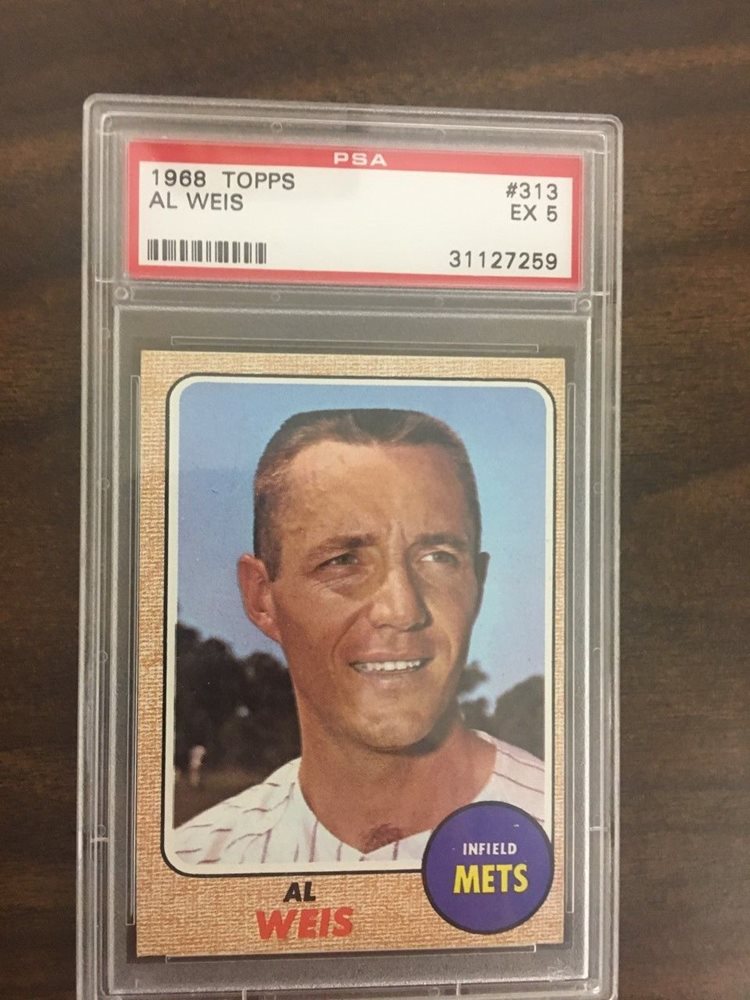 PSA
1968 TOPPS #313
AL WEIS EX 5
31127259
INFIELD
METS
AL
WEIS